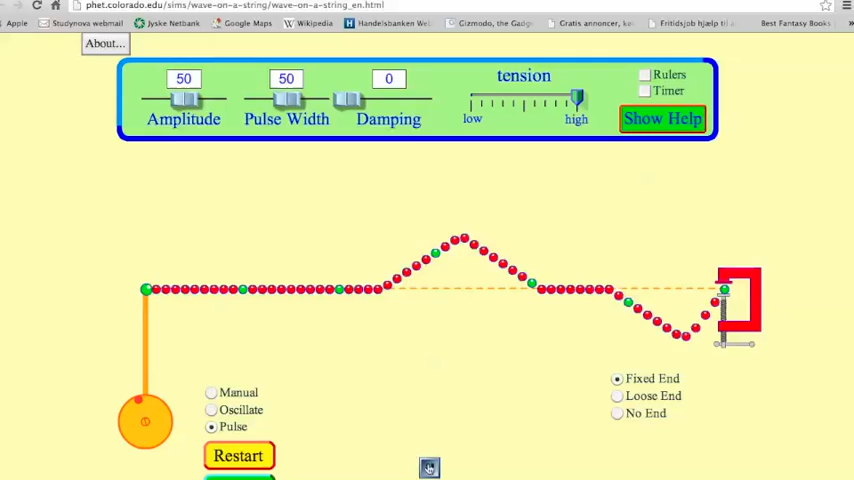 phet.colorado.edu/sims/wave-on-a-string/wave-on-a-string_en.html
Apple Studynova webmail Jyske Netbank Google Maps Wikipedia Handelsbanken Web Gizmodo, the Gadg Gratis annoncer, køb Fritidsjob hjælp til Best Fantasy Books
About...
50 50 0
Amplitude Pulse Width Damping
tension
low high
Rulers
Timer
Show Help
Manual
Oscillate
Pulse
Restart
Fixed End
Loose End
No End